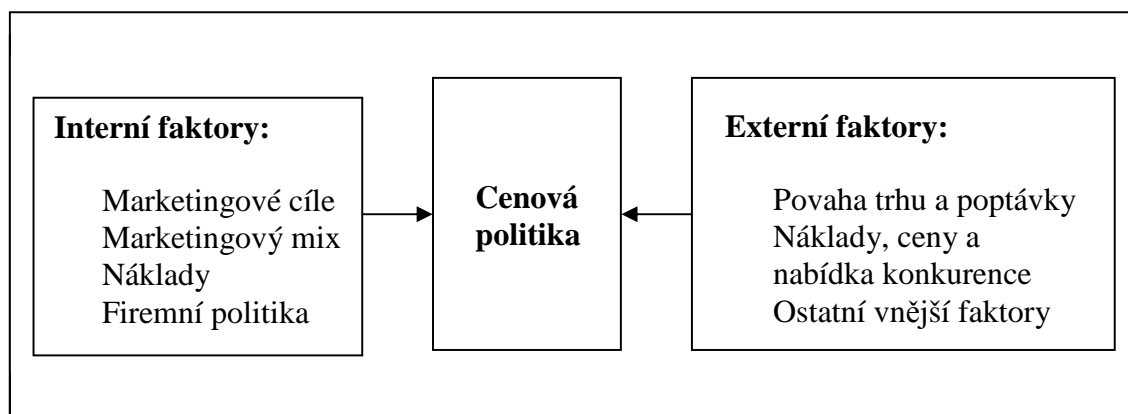 Interní faktory:
Marketingové cíle
Marketingový mix
Náklady
Firemní politika
Cenová
politika
Externí faktory:
Povaha trhu a poptávky
Náklady, ceny a
nabídka konkurence
Ostatní vnější faktory